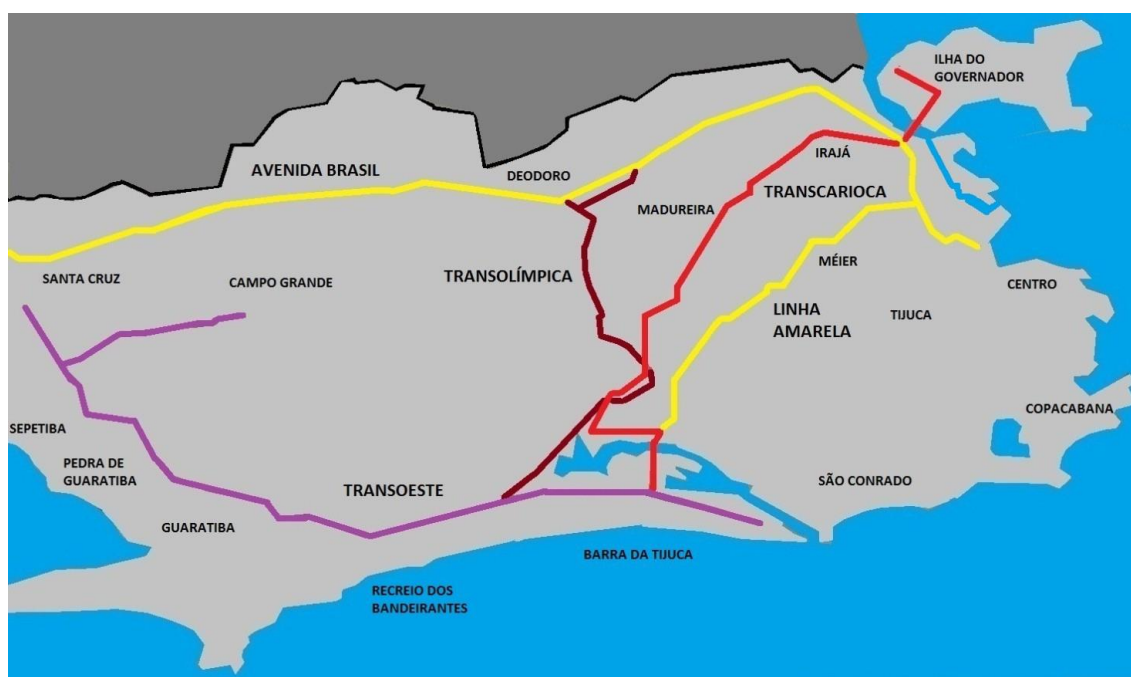 ILHA DO
GOVERNADOR
IRAJÁ
AVENIDA BRASIL
DEODORO
TRANSCARIOCA
MADUREIRA
MÉIER
TRANSOLÍMPICA
SANTA CRUZ
CAMPO GRANDE
CENTRO
LINHA
AMARELA
TIJUCA
COPACABANA
SEPETIBA
PEDRA DE
GUARATIBA
SÃO CONRADO
TRANSOESTE
GUARATIBA
BARRA DA TIJUCA
RECREIO DOS
BANDEIRANTES